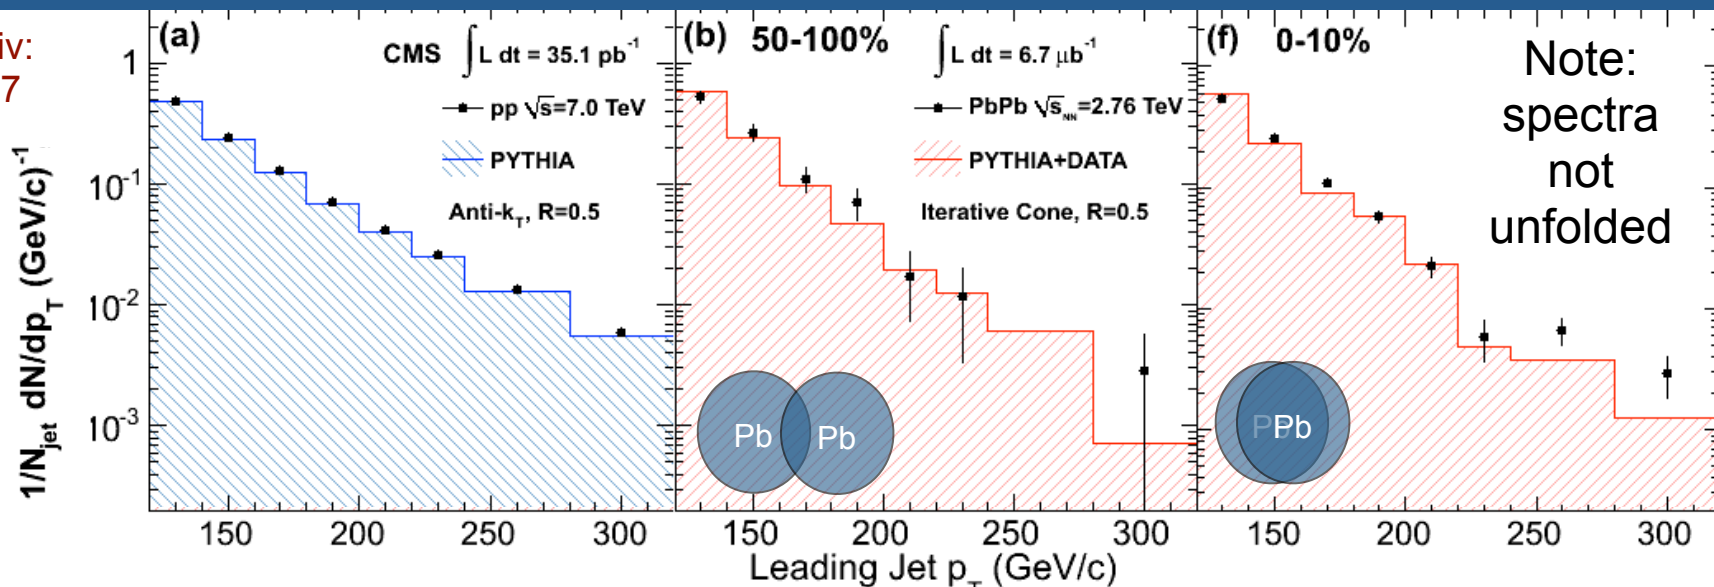 iv:
7
(a)
CMS ∫L dt = 35.1 pb⁻¹
pp √s=7.0 TeV
PYTHIA
Anti-k_T, R=0.5
(b) 50-100%
∫L dt = 6.7 μb⁻¹
PbPb √s_NN=2.76 TeV
PYTHIA+DATA
Iterative Cone, R=0.5
Pb Pb
(f) 0-10%
Note:
spectra
not
unfolded
Pb Pb
1/N_jet dN/dp_T (GeV/c)⁻¹
1
10⁻¹
10⁻²
10⁻³
150 200 250 300 150 200 250 300 150 200 250 300
Leading Jet p_T (GeV/c)